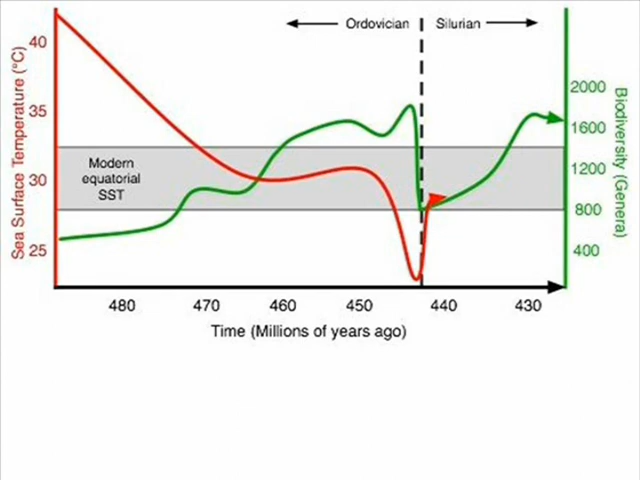 Ordovician
Silurian
Sea Surface Temperature (°C)
40
35
30
25
Modern
equatorial
SST
2000
1600
1200
800
400
Biodiversity (Genera)
480 470 460 450 440 430
Time (Millions of years ago)